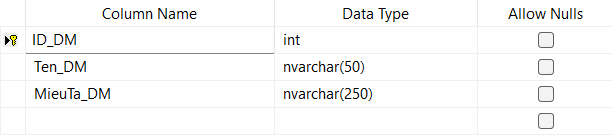 Column Name Data Type Allow Nulls
ID_DM int
Ten_DM nvarchar(50)
MieuTa_DM nvarchar(250)